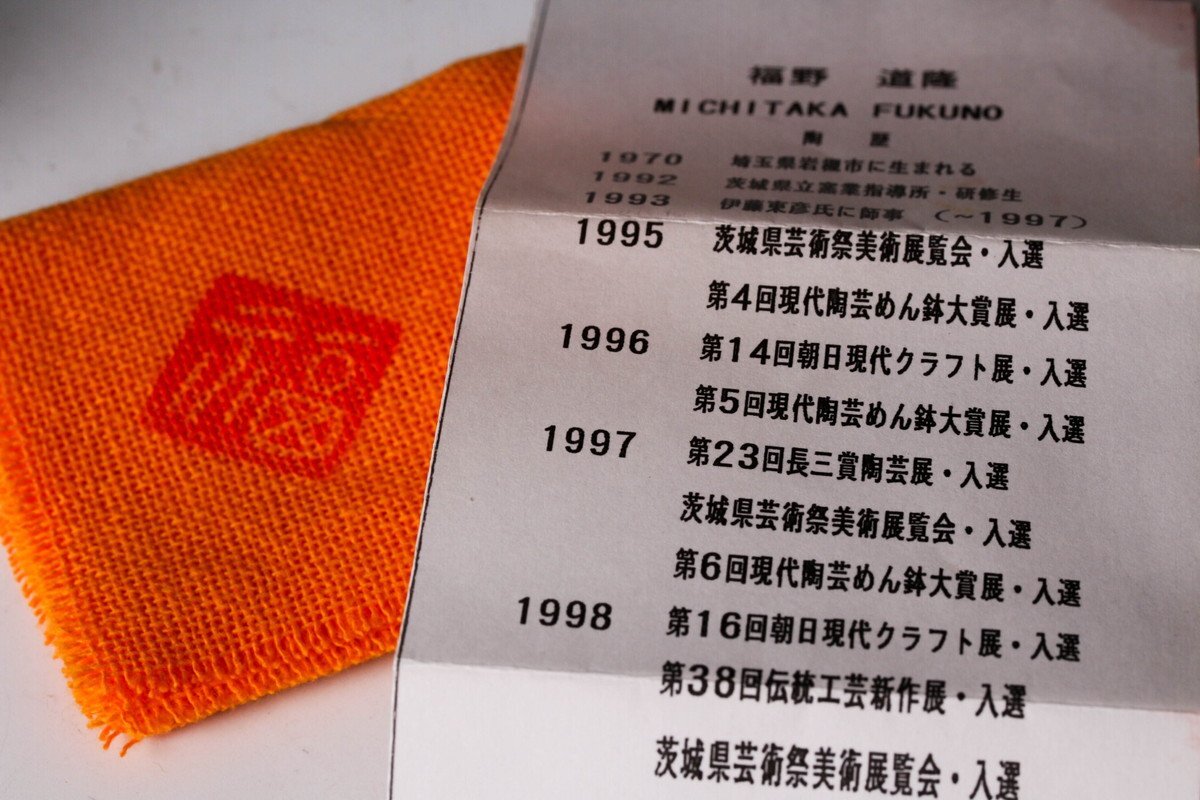 福野 道隆
MICHITAKA FUKUNO
陶 歴
1970 埼玉県岩槻市に生まれる
1992 茨城県立窯業指導所・研修生
1993 伊藤東彦氏に師事 (~1997)
1995 茨城県芸術祭美術展覧会・入選
第4回現代陶芸めん鉢大賞展・入選
1996 第14回朝日現代クラフト展・入選
第5回現代陶芸めん鉢大賞展・入選
1997 第23回長三賞陶芸展・入選
茨城県芸術祭美術展覧会・入選
第6回現代陶芸めん鉢大賞展・入選
1998 第16回朝日現代クラフト展・入選
第38回伝統工芸新作展・入選
茨城県芸術祭美術展覧会・入選